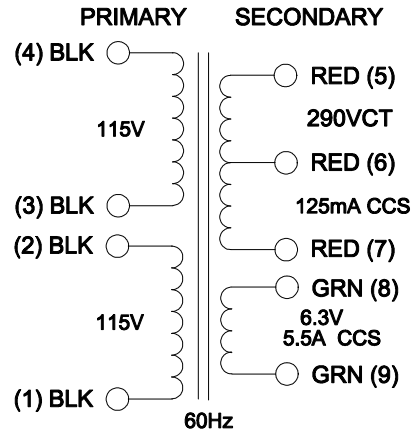 PRIMARY SECONDARY
(4) BLK
RED (5)
115V
290VCT
RED (6)
(3) BLK
125mA CCS
(2) BLK
RED (7)
GRN (8)
115V
6.3V
5.5A CCS
GRN (9)
(1) BLK
60Hz